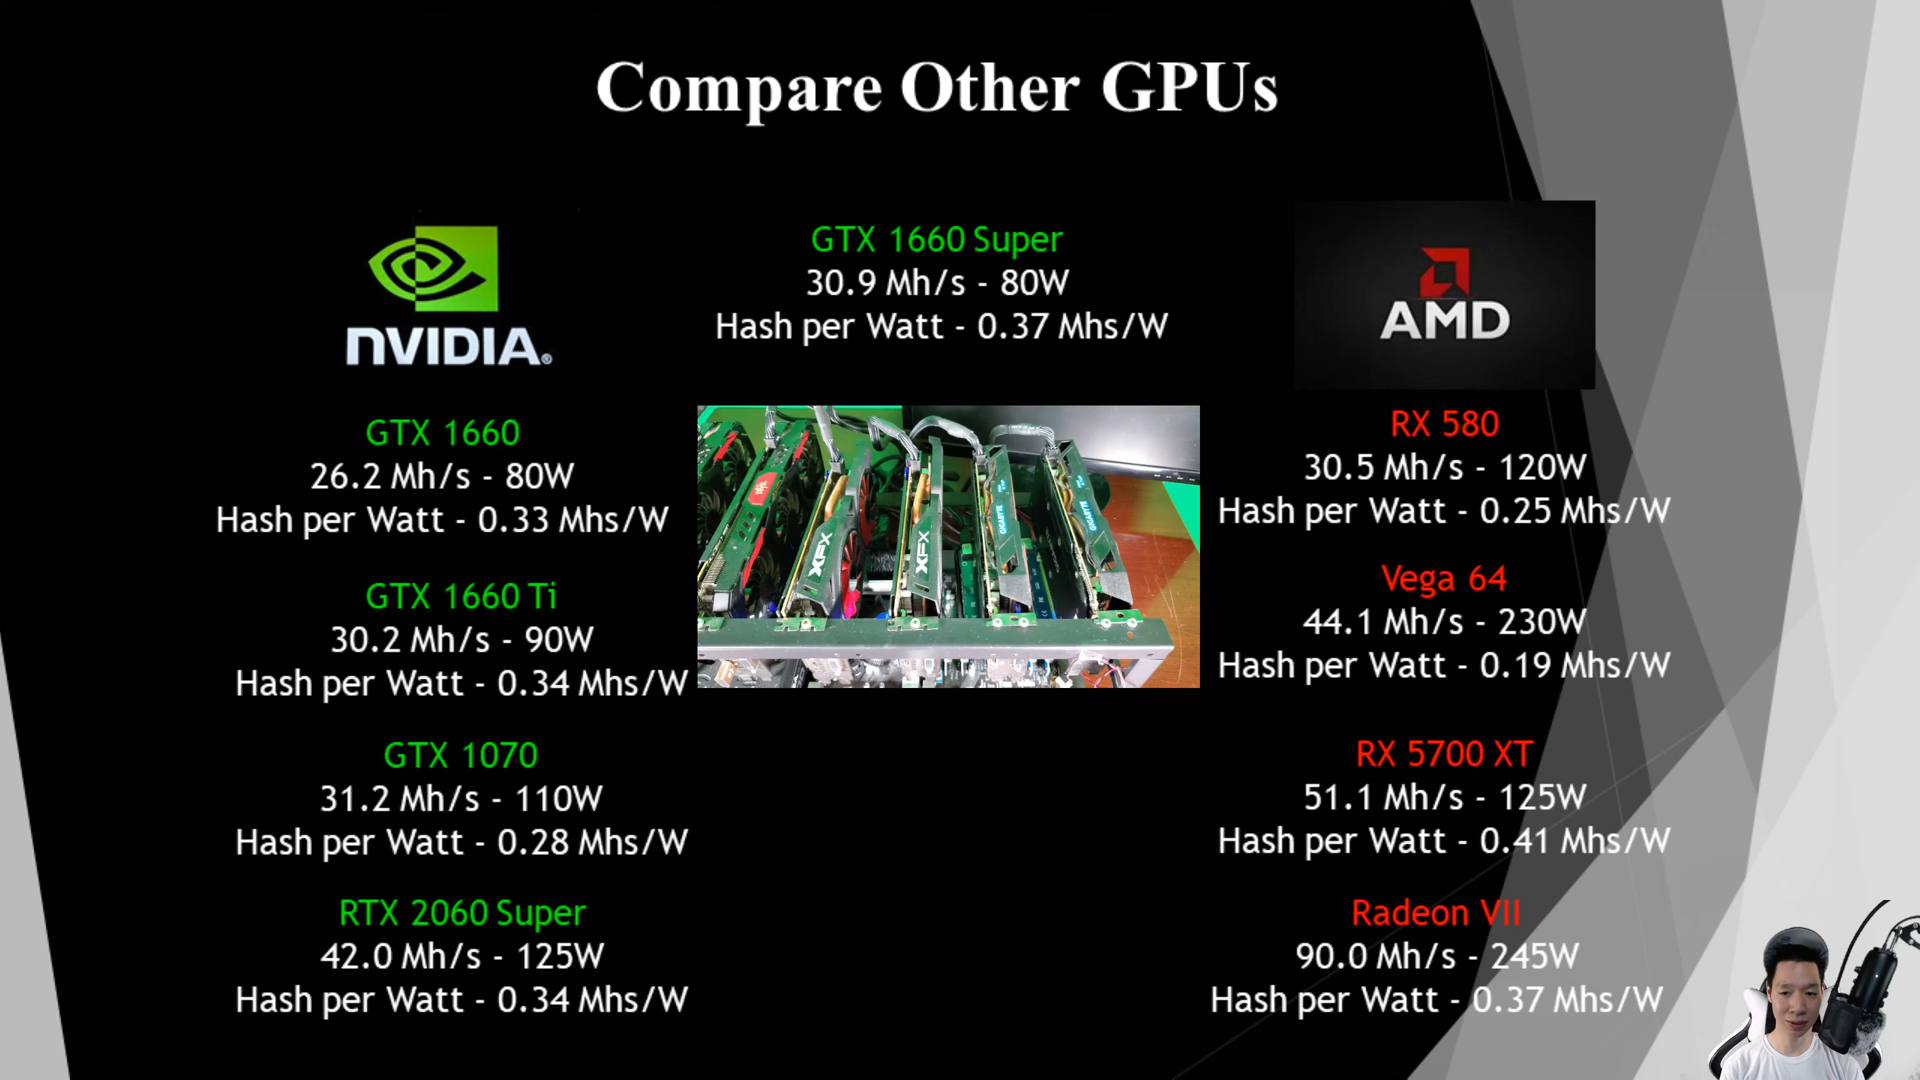 Compare Other GPUs
NVIDIA®
GTX 1660
26.2 Mh/s - 80W
Hash per Watt - 0.33 Mhs/W
GTX 1660 Ti
30.2 Mh/s - 90W
Hash per Watt - 0.34 Mhs/W
GTX 1070
31.2 Mh/s - 110W
Hash per Watt - 0.28 Mhs/W
RTX 2060 Super
42.0 Mh/s - 125W
Hash per Watt - 0.34 Mhs/W
GTX 1660 Super
30.9 Mh/s - 80W
Hash per Watt - 0.37 Mhs/W
XFX
XFX
GIGABYTE
GIGABYTE
AMD
RX 580
30.5 Mh/s - 120W
Hash per Watt - 0.25 Mhs/W
Vega 64
44.1 Mh/s - 230W
Hash per Watt - 0.19 Mhs/W
RX 5700 XT
51.1 Mh/s - 125W
Hash per Watt - 0.41 Mhs/W
Radeon VII
90.0 Mh/s - 245W
Hash per Watt - 0.37 Mhs/W